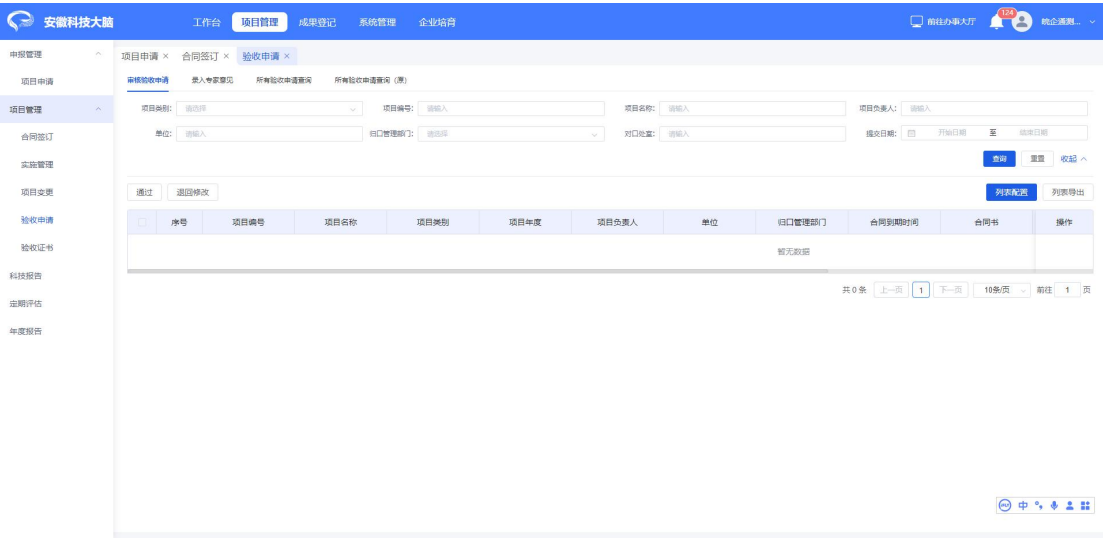 安徽科技大脑 工作台 项目管理 成果登记 系统管理 企业培育 前往办事大厅 124 皖企通测...
申报管理
项目申请
项目管理
合同签订
实施管理
项目变更
验收申请
验收证书
科技报告
定期评估
年度报告
项目申请 × 合同签订 × 验收申请 ×
审核验收申请 录入专家意见 所有验收申请查询 所有验收申请查询（原）
项目类别: 请选择 项目编号: 请输入 项目名称: 请输入 项目负责人: 请输入
单位: 请输入 归口管理部门: 请选择 对口处室: 请输入 提交日期: 开始日期 至 结束日期
查询 重置 收起
通过 退回修改 列表配置 列表导出
序号 项目编号 项目名称 项目类别 项目年度 项目负责人 单位 归口管理部门 合同到期时间 合同书 操作
暂无数据
共 0 条 上一页 1 下一页 10条/页 前往 1 页
中